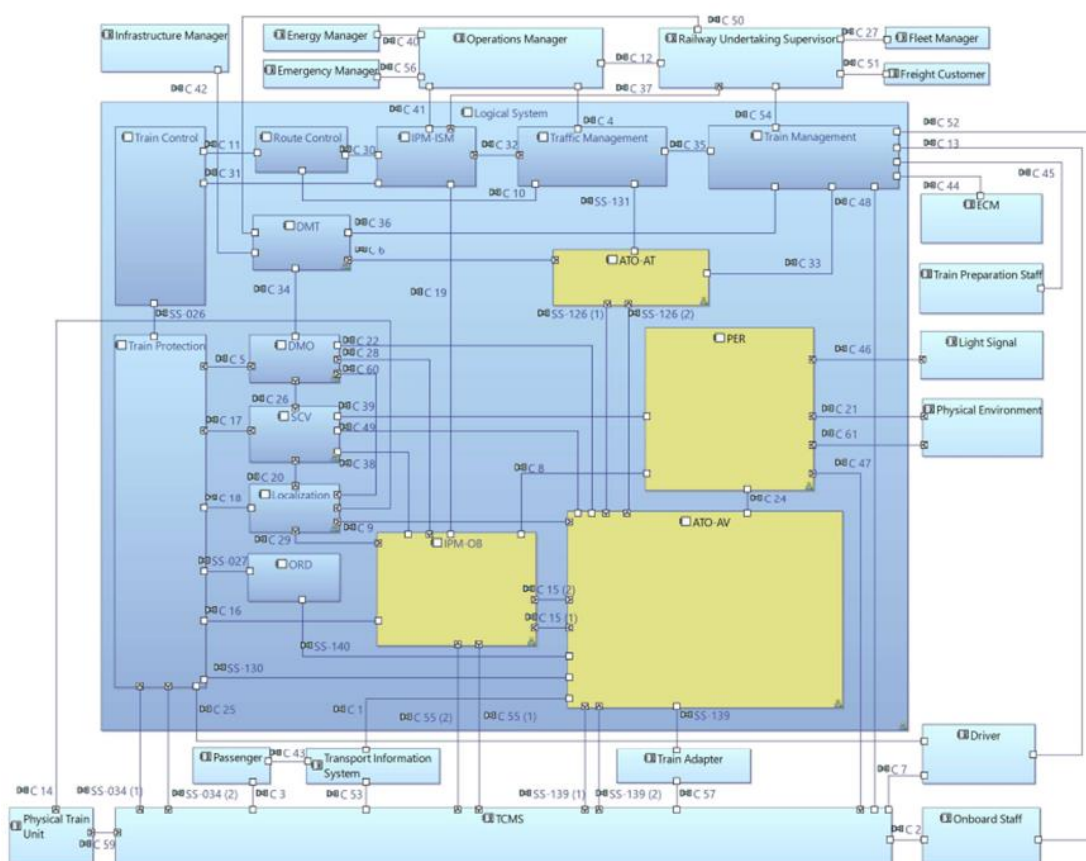 C 50
Infrastructure Manager
Energy Manager
C 40
Operations Manager
Railway Undertaking Supervisor
C 27
Fleet Manager
Emergency Manager
C 56
C 12
C 51
Freight Customer
C 42
C 41
C 37
Logical System
C 4
C 54
C 52
Train Control
C 11
Route Control
C 30
IPM-ISM
C 32
Traffic Management
C 35
Train Management
C 13
C 31
C 10
SS-131
C 48
C 44
C 45
ECM
DMT
C 36
C 6
ATO-AT
C 33
C 34
C 19
Train Preparation Staff
SS-026
SS-126 (1)
SS-126 (2)
Train Protection
C 5
DMO
C 22
C 28
C 60
PER
C 46
Light Signal
C 26
C 17
SCV
C 39
C 49
C 38
C 21
Physical Environment
C 61
C 20
C 8
C 47
C 18
Localization
C 9
C 24
C 29
IPM-OB
ATO-AV
SS-027
ORD
C 15 (2)
C 16
C 15 (1)
SS-140
SS-130
C 25
C 1
C 55 (2)
C 55 (1)
SS-139
Driver
Passenger
C 43
Transport Information
System
Train Adapter
C 7
C 14
SS-034 (1)
SS-034 (2)
C 3
C 53
SS-139 (1)
SS-139 (2)
C 57
Physical Train
Unit
C 59
TCMS
C 2
Onboard Staff